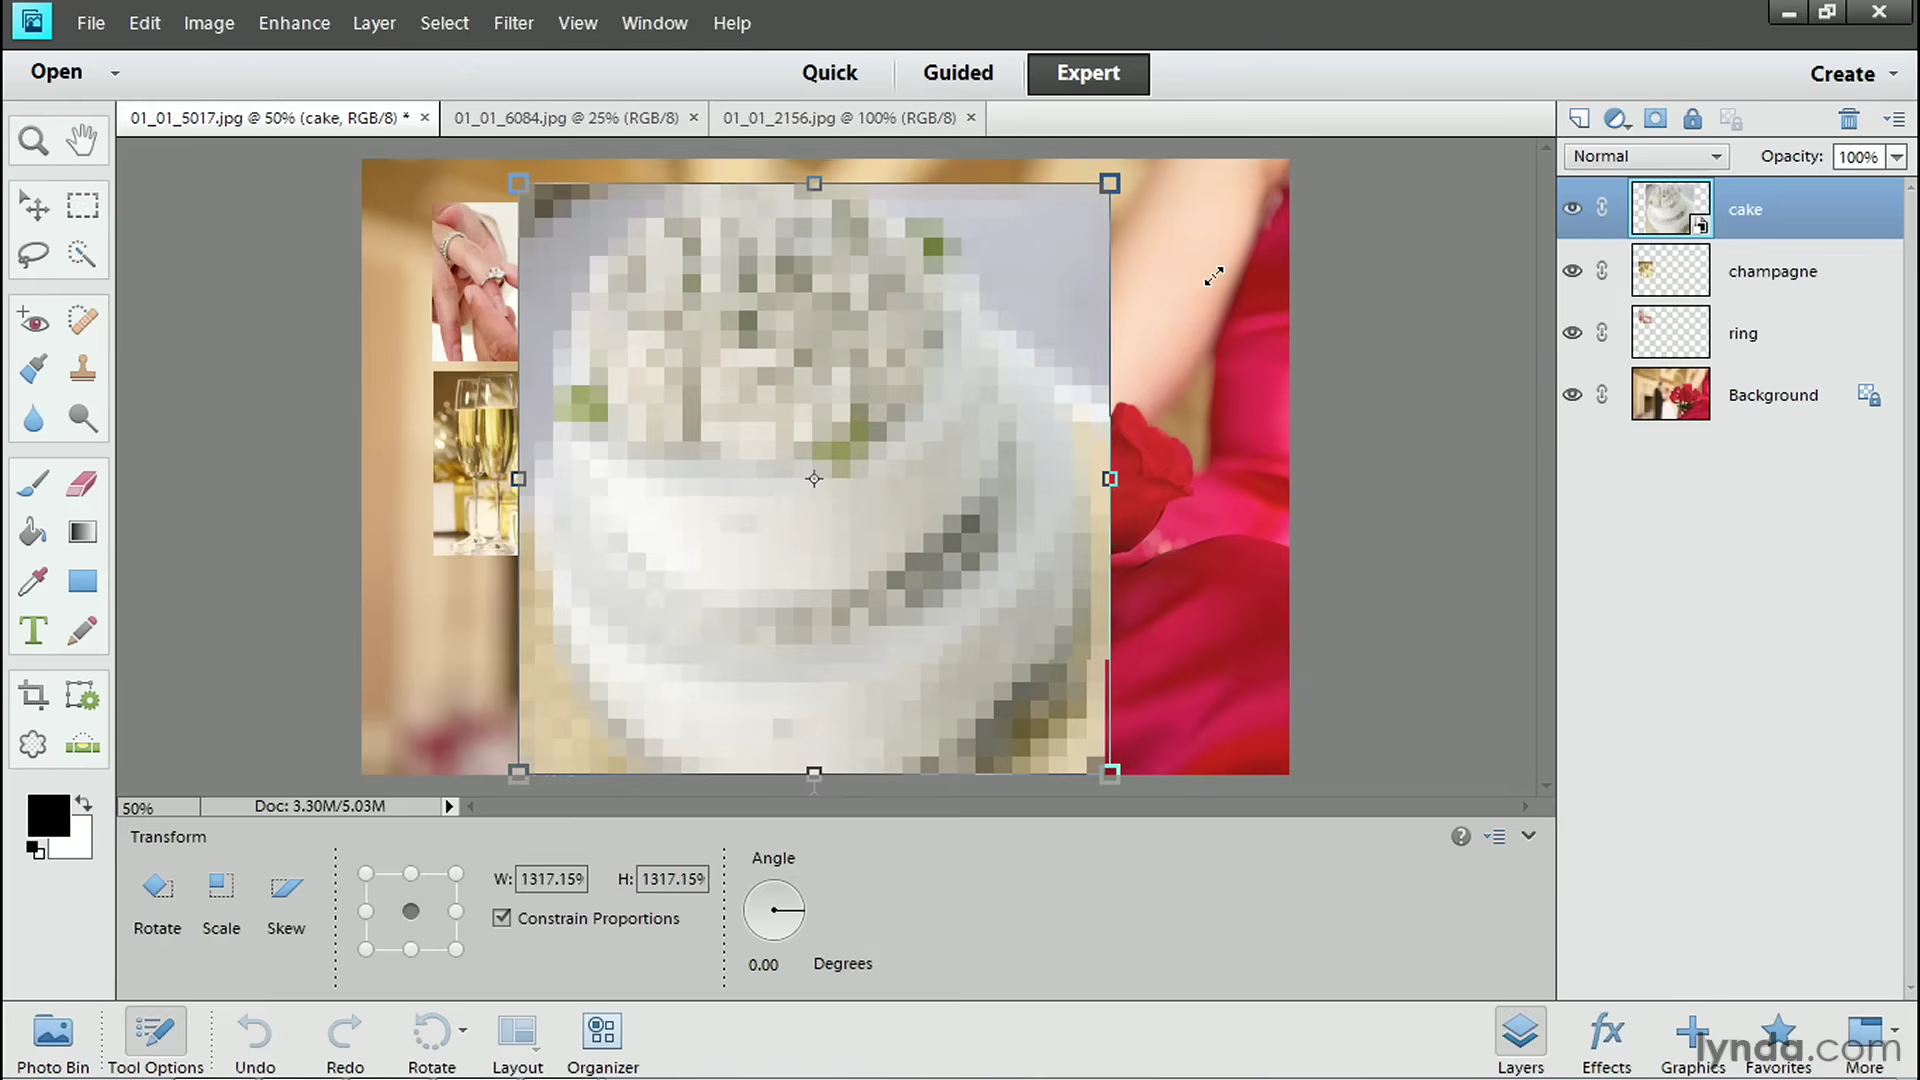 File Edit Image Enhance Layer Select Filter View Window Help
Open Quick Guided Expert Create
01_01_5017.jpg @ 50% (cake, RGB/8) * × 01_01_6084.jpg @ 25% (RGB/8) × 01_01_2156.jpg @ 100% (RGB/8) ×
Normal Opacity: 100%
cake
champagne
ring
Background
T
50% Doc: 3.30M/5.03M
Transform
Angle
W: 1317.15% H: 1317.15%
Rotate Scale Skew
Constrain Proportions
0.00 Degrees
fx
lynda.com
Photo Bin Tool Options Undo Redo Rotate Layout Organizer Layers Effects Graphics Favorites More